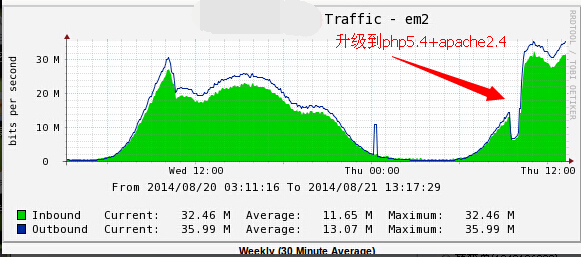 Traffic - em2
升级到php5.4+apache2.4
RRDTOOL / TOBI OETIKER
bits per second
30 M
20 M
10 M
0
Wed 12:00 Thu 00:00 Thu 12:00
From 2014/08/20 03:11:16 To 2014/08/21 13:17:29
Inbound Current: 32.46 M Average: 11.65 M Maximum: 32.46 M
Outbound Current: 35.99 M Average: 13.07 M Maximum: 35.99 M
Weekly (30 Minute Average)